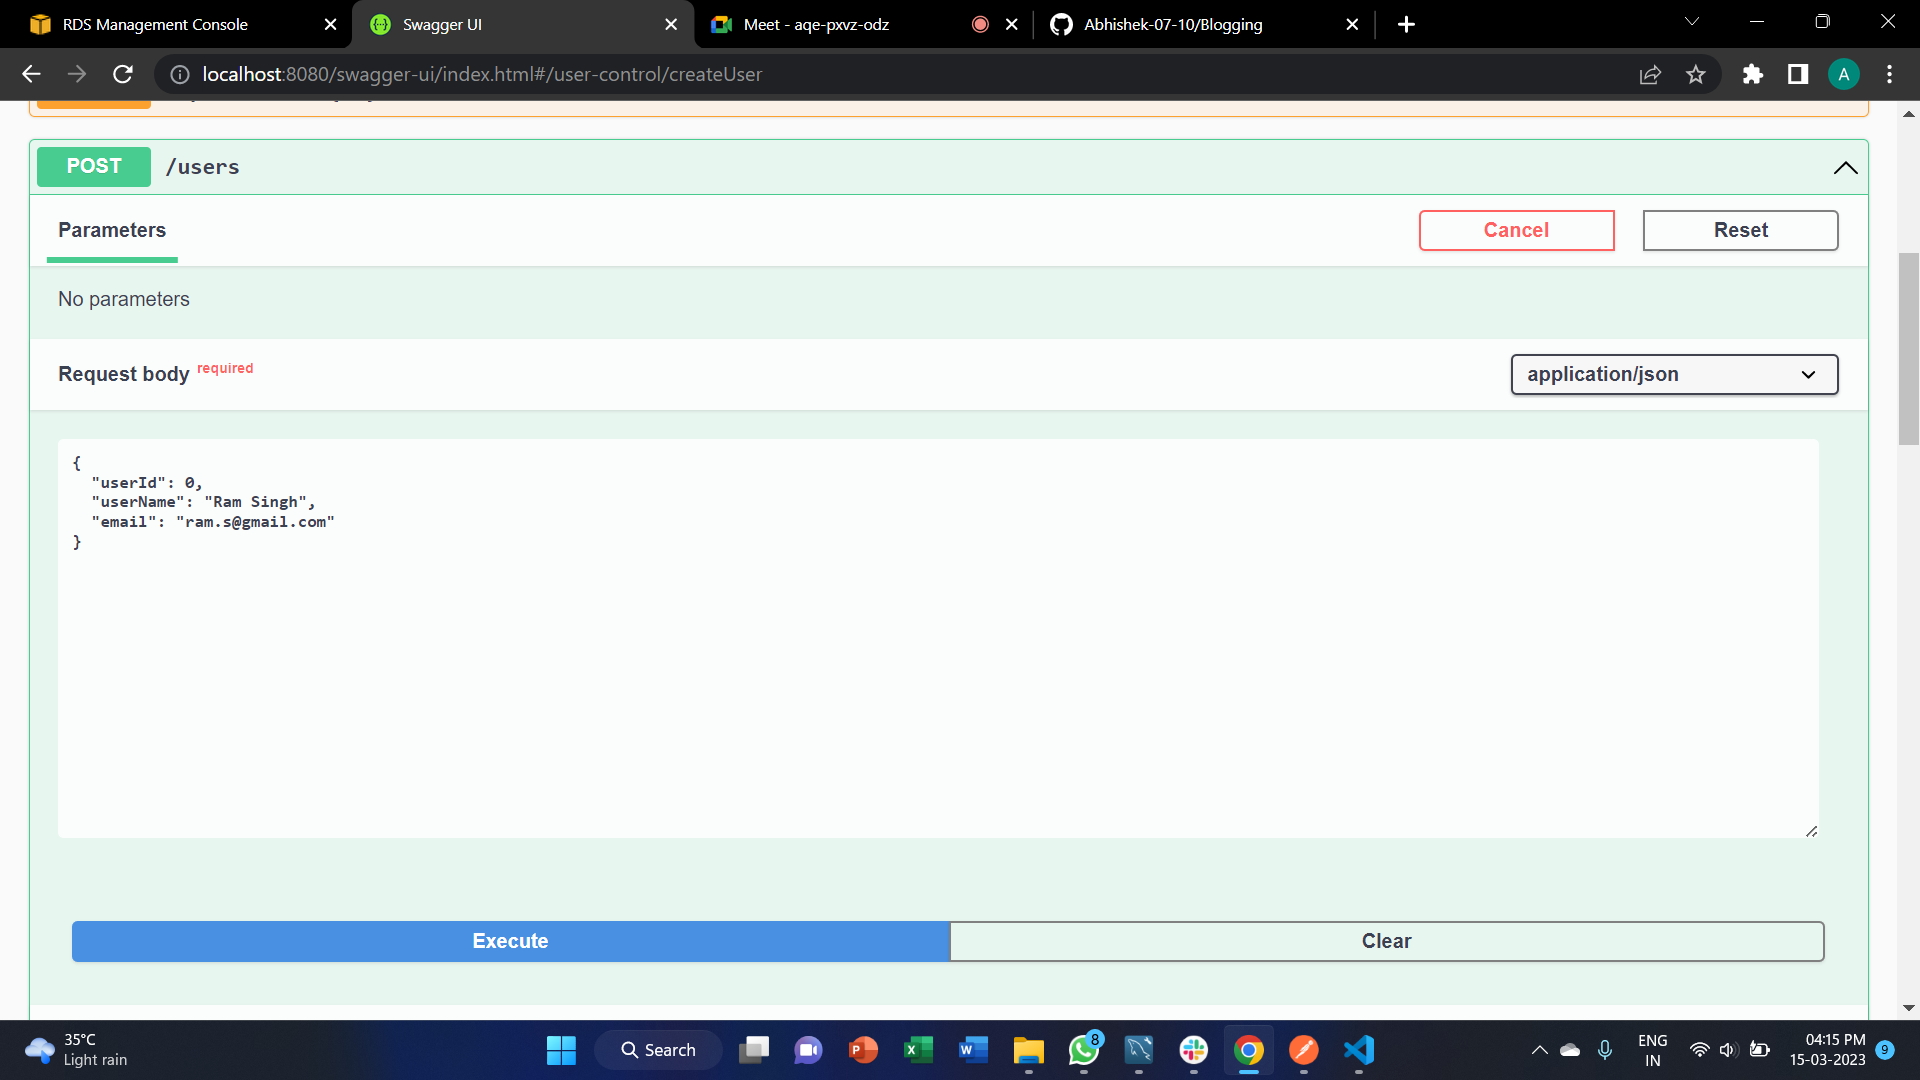 RDS Management Console
Swagger UI
Meet - aqe-pxvz-odz
Abhishek-07-10/Blogging
localhost:8080/swagger-ui/index.html#/user-control/createUser
A
POST /users
Parameters
Cancel
Reset
No parameters
Request body required
application/json
{
"userId": 0,
"userName": "Ram Singh",
"email": "ram.s@gmail.com"
}
Execute
Clear
35°C
Light rain
Search
8
ENG
IN
04:15 PM
15-03-2023
9